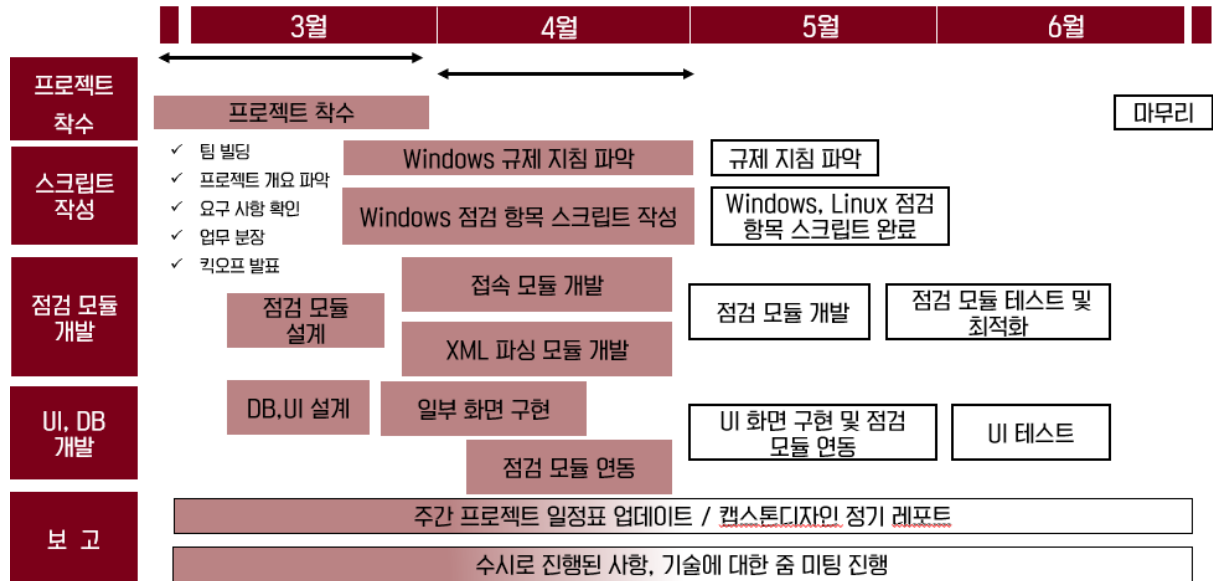 3월
4월
5월
6월
프로젝트
착수
프로젝트 착수
마무리
✓ 팀 빌딩
✓ 프로젝트 개요 파악
✓ 요구 사항 확인
✓ 업무 분장
✓ 킥오프 발표
스크립트
작성
Windows 규제 지침 파악
규제 지침 파악
Windows 점검 항목 스크립트 작성
Windows, Linux 점검
항목 스크립트 완료
점검 모듈
개발
점검 모듈
설계
접속 모듈 개발
XML 파싱 모듈 개발
점검 모듈 개발
점검 모듈 테스트 및
최적화
UI, DB
개발
DB,UI 설계
일부 화면 구현
점검 모듈 연동
UI 화면 구현 및 점검
모듈 연동
UI 테스트
보 고
주간 프로젝트 일정표 업데이트 / 캡스톤디자인 정기 레포트
수시로 진행된 사항, 기술에 대한 줌 미팅 진행